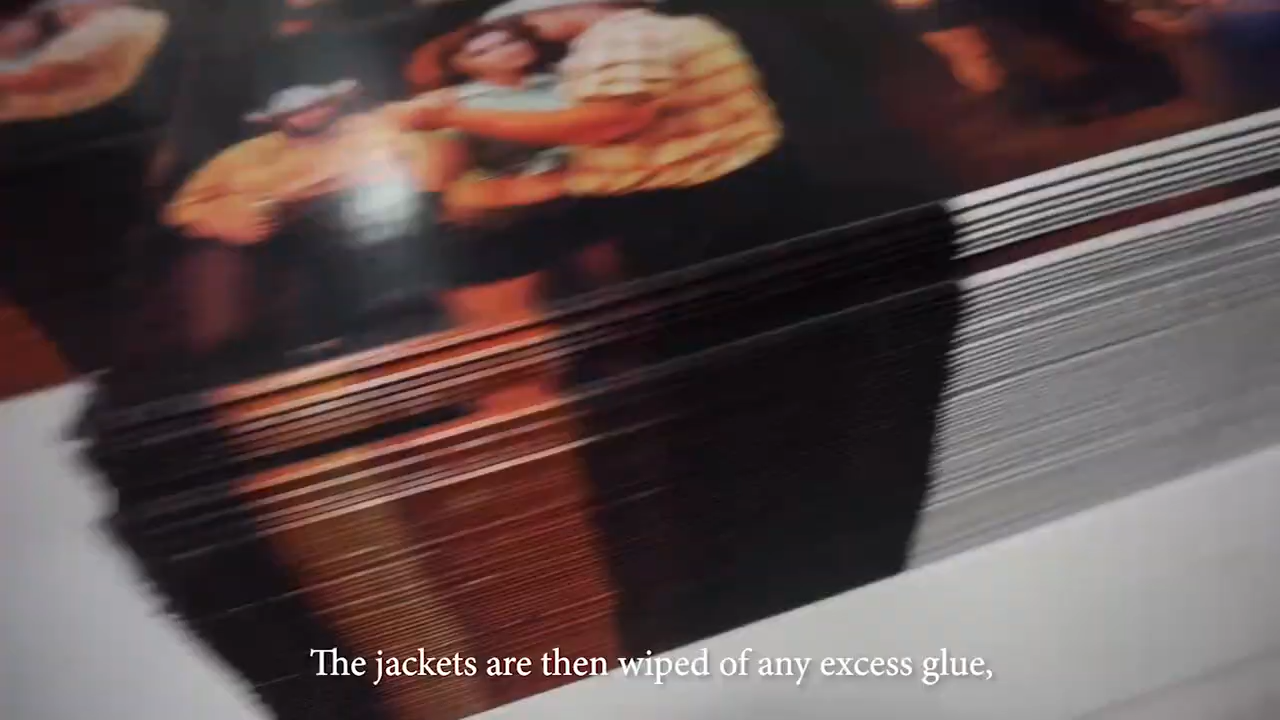 The jackets are then wiped of any excess glue,